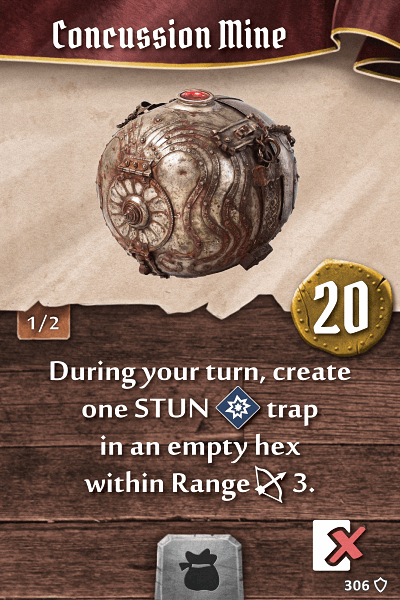 Concussion Mine
20
1/2
During your turn, create
one STUN trap
in an empty hex
within Range 3.
306